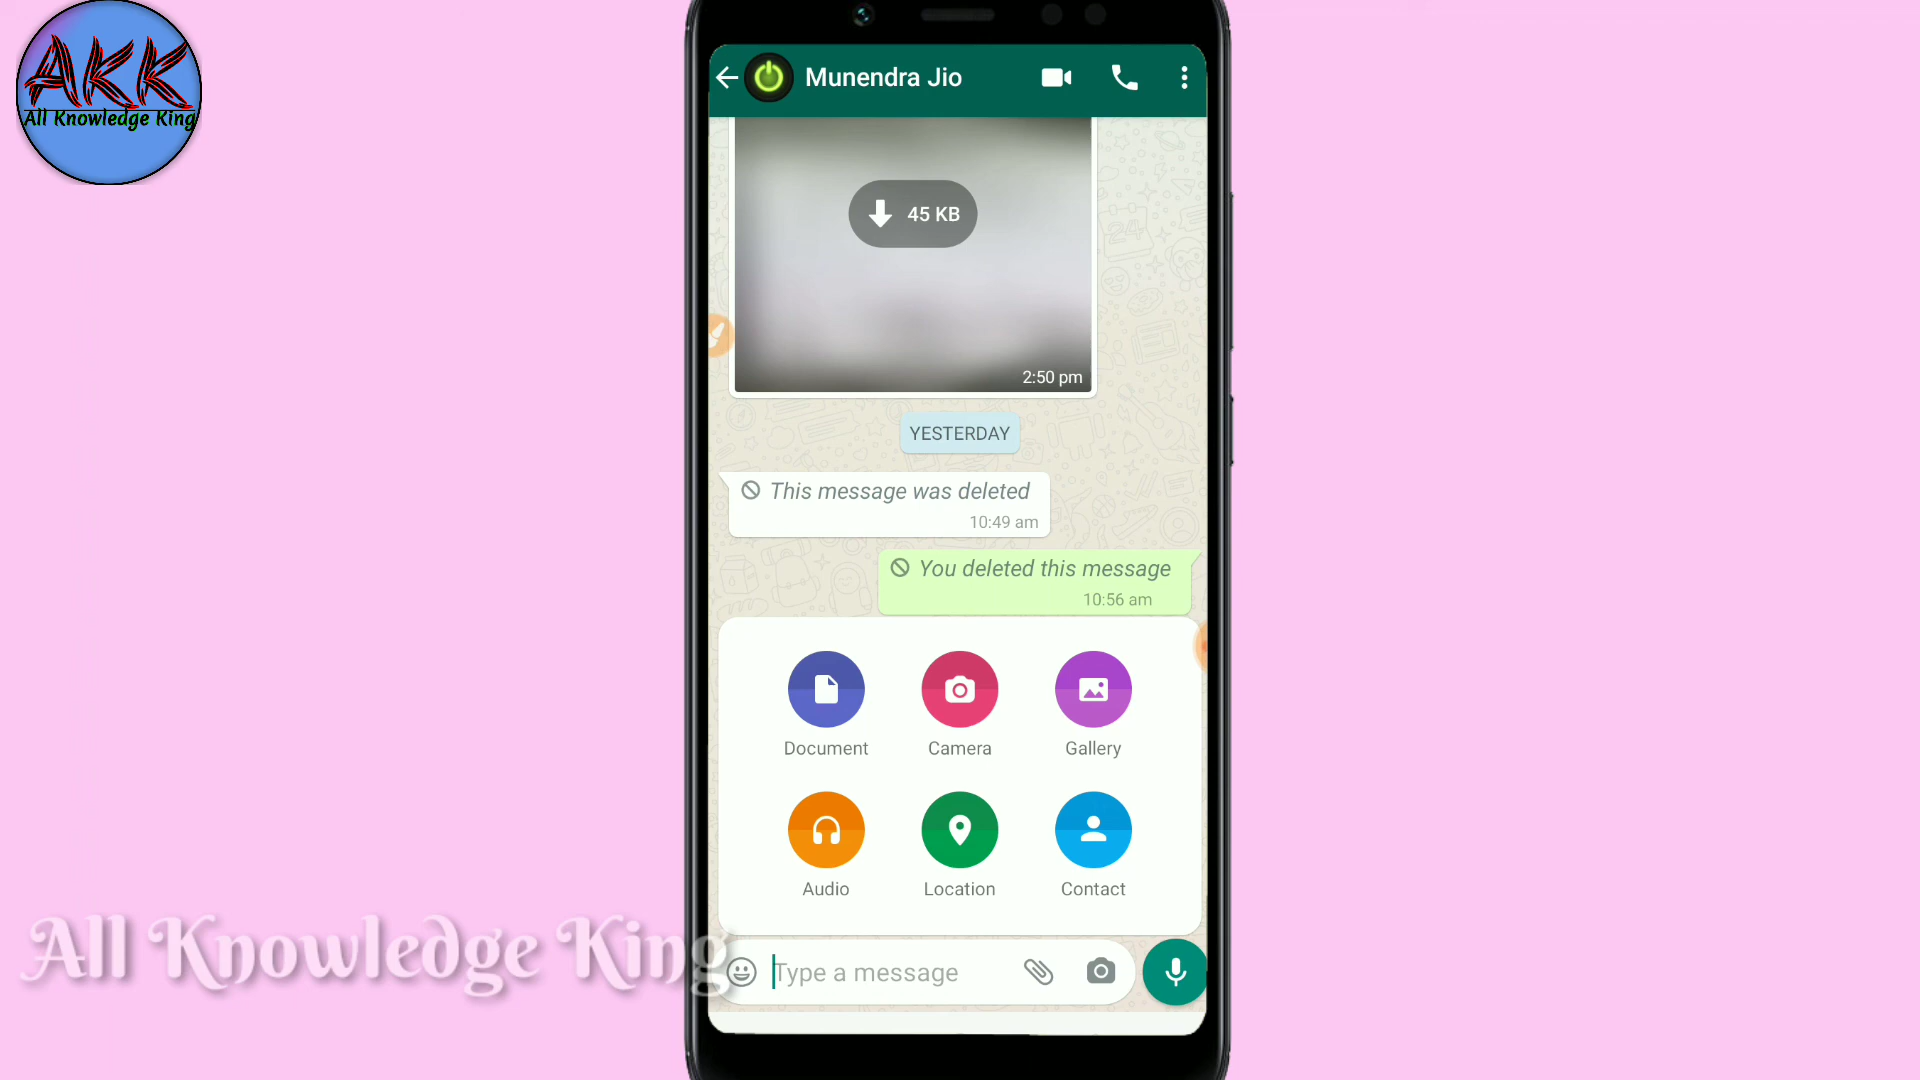 AKK
All Knowledge King
Munendra Jio
45 KB
2:50 pm
YESTERDAY
This message was deleted
10:49 am
You deleted this message
10:56 am
Document
Camera
Gallery
Audio
Location
Contact
All Knowledge King
Type a message